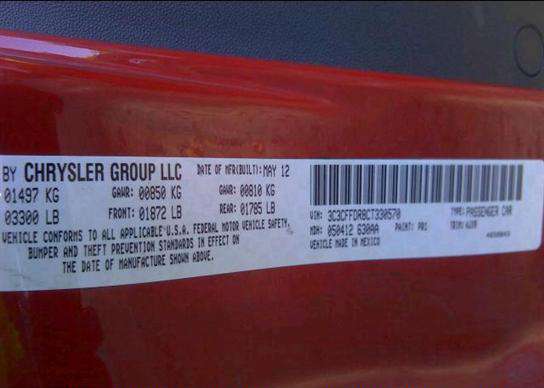 BY CHRYSLER GROUP LLC DATE OF MFR(BUILT): MAY 12
01497 KG GAWR: 00850 KG GAWR: 00810 KG
03300 LB FRONT: 01872 LB REAR: 01785 LB
VEHICLE CONFORMS TO ALL APPLICABLE U.S.A. FEDERAL MOTOR VEHICLE SAFETY,
BUMPER AND THEFT PREVENTION STANDARDS IN EFFECT ON
THE DATE OF MANUFACTURE SHOWN ABOVE.
VIN: 3C3CFFDR8CT330570 TYPE: PASSENGER CAR
MDH: 050412 630AA PAINT: PR1 TRIM:
VEHICLE MADE IN MEXICO